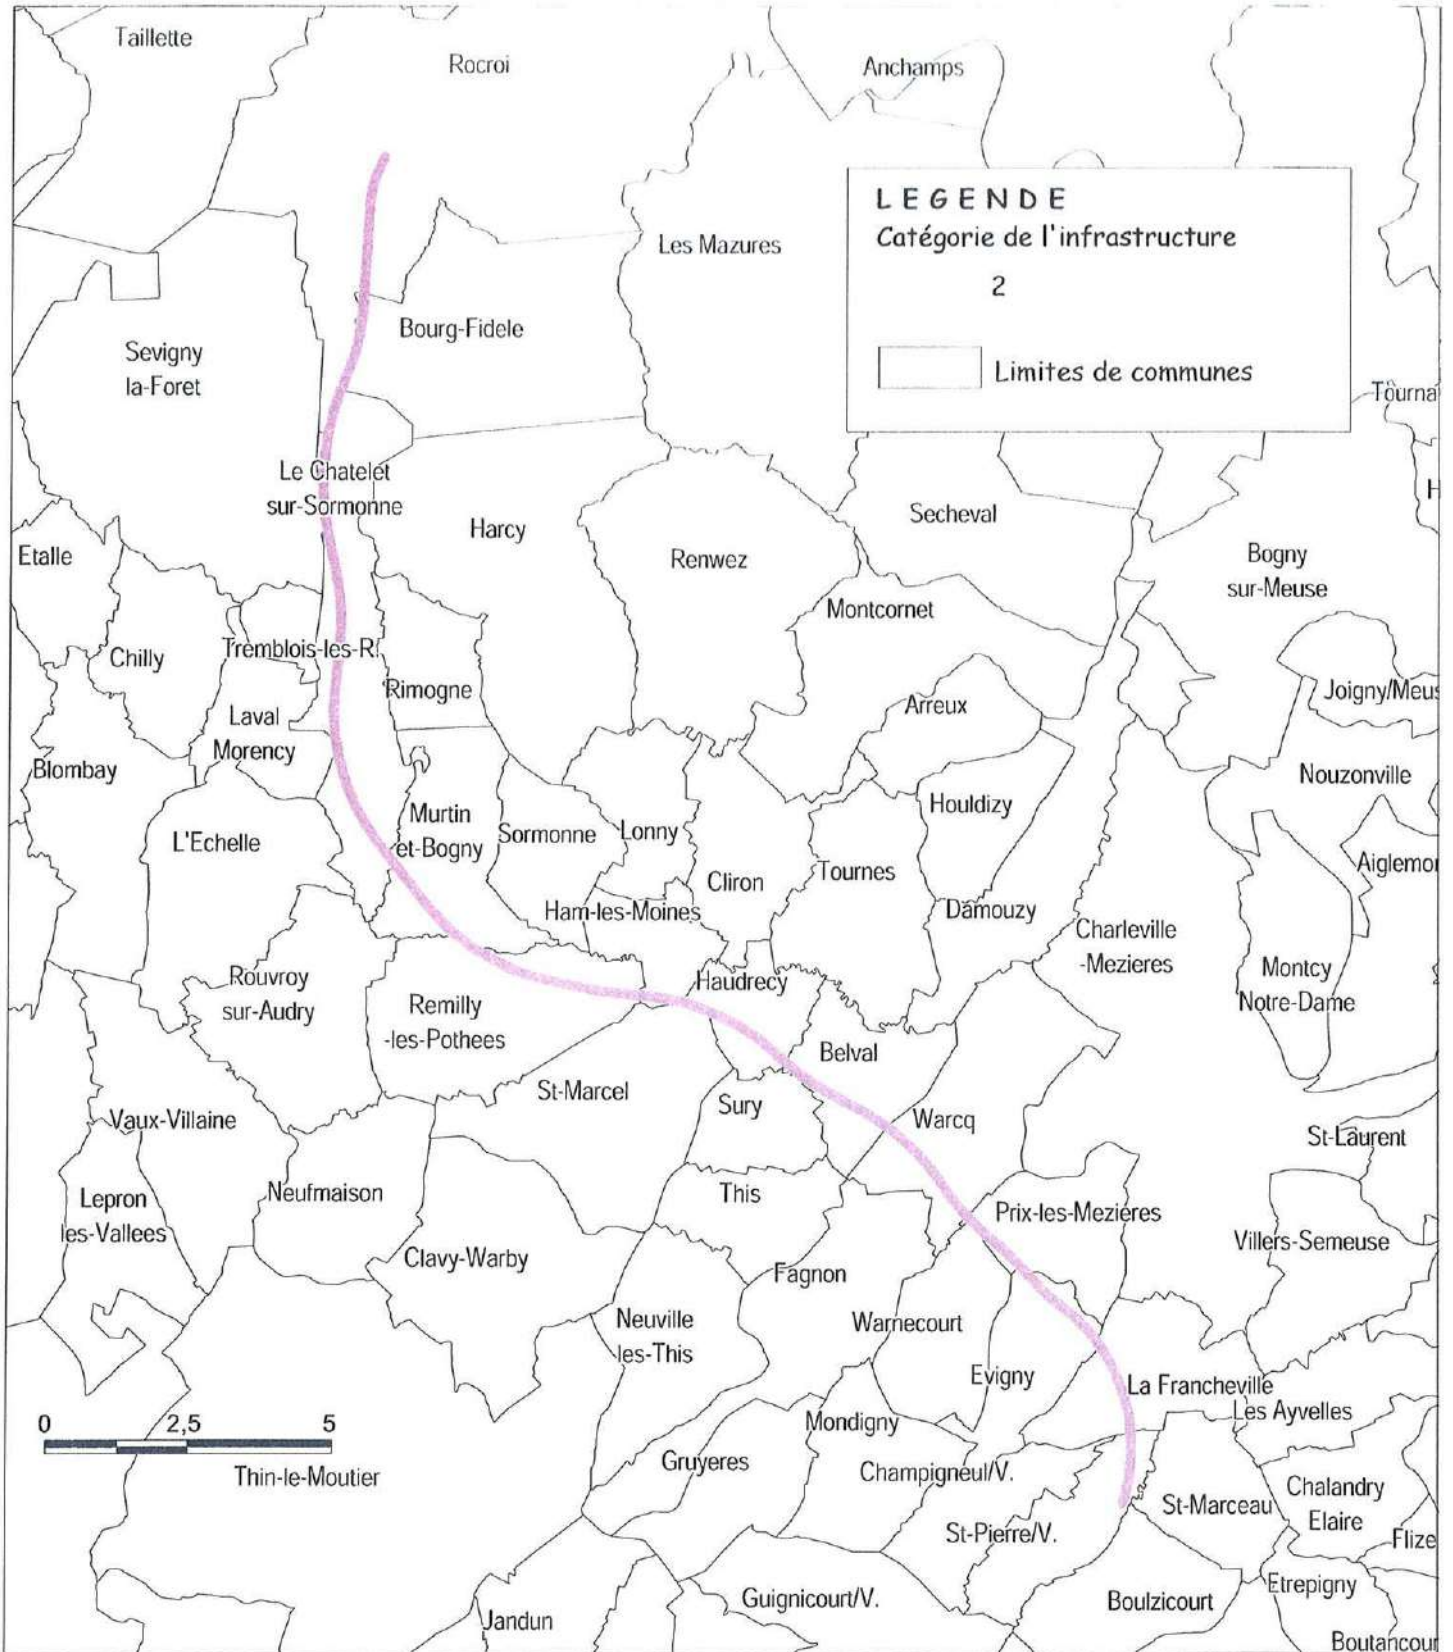 Taillette
Rocroi
Anchamps
LEGENDE
Catégorie de l'infrastructure
2
Limites de communes
Les Mazures
Bourg-Fidele
Sevigny
la-Foret
Tourna
Le Chatelet
sur-Sormonne
H
Harcy
Secheval
Etalle
Renwez
Bogny
sur-Meuse
Montcornet
Tremblois-les-R.
Chilly
Rimogne
Joigny/Meus
Arreux
Laval
Morency
Blombay
Nouzonville
Houldizy
Murtin
et-Bogny
Sormonne
Lonny
L'Echelle
Aiglemon
Tournes
Cliron
Ham-les-Moines
Damouzy
Charleville
-Mezieres
Montcy
Notre-Dame
Rouvroy
sur-Audry
Haudrecy
Remilly
-les-Pothees
Belval
St-Marcel
Sury
Vaux-Villaine
Warcq
St-Laurent
Lepron
les-Vallees
Neufmaison
This
Prix-les-Mezières
Villers-Semeuse
Clavy-Warby
Fagnon
Neuville
les-This
Warnecourt
Evigny
La Francheville
Les Ayvelles
Mondigny
0 2,5 5
Gruyeres
Champigneul/V.
Thin-le-Moutier
Chalandry
Elaire
St-Marceau
St-Pierre/V.
Flize
Etrepigny
Guignicourt/V.
Boulzicourt
Jandun
Boutancour